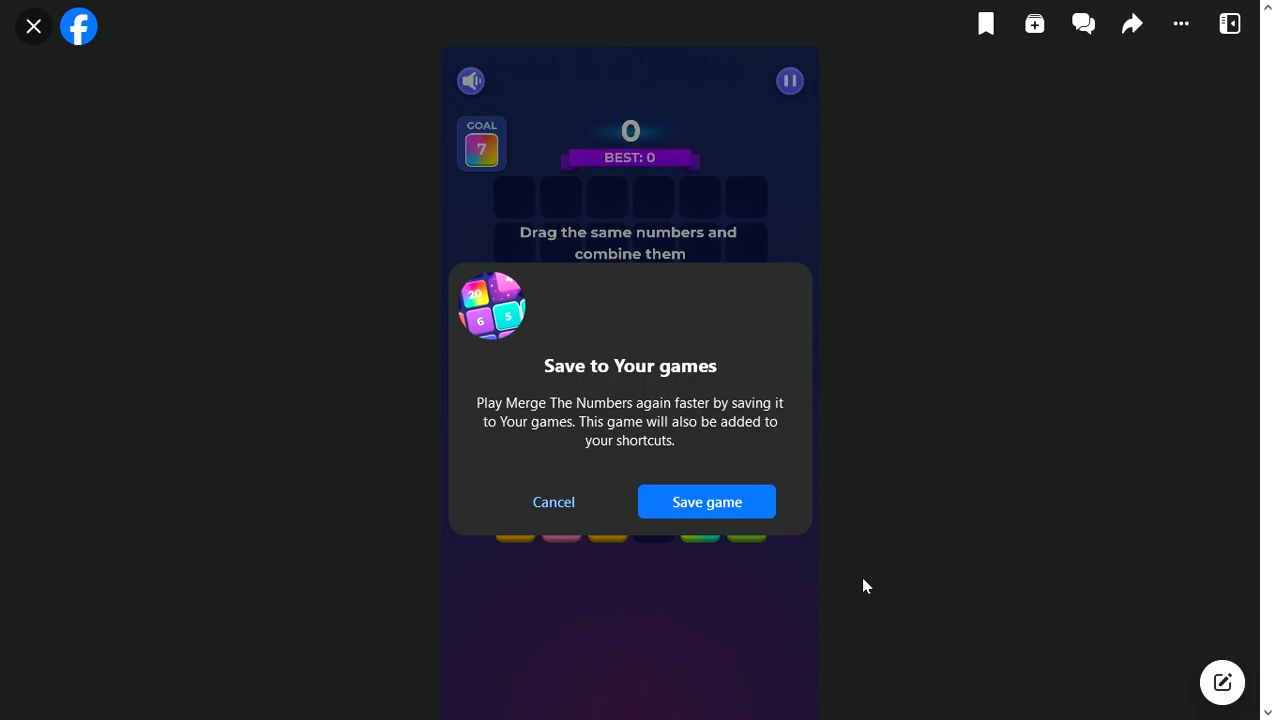 GOAL
7
0
BEST: 0
Drag the same numbers and
combine them
20
6
5
Save to Your games
Play Merge The Numbers again faster by saving it
to Your games. This game will also be added to
your shortcuts.
Cancel
Save game